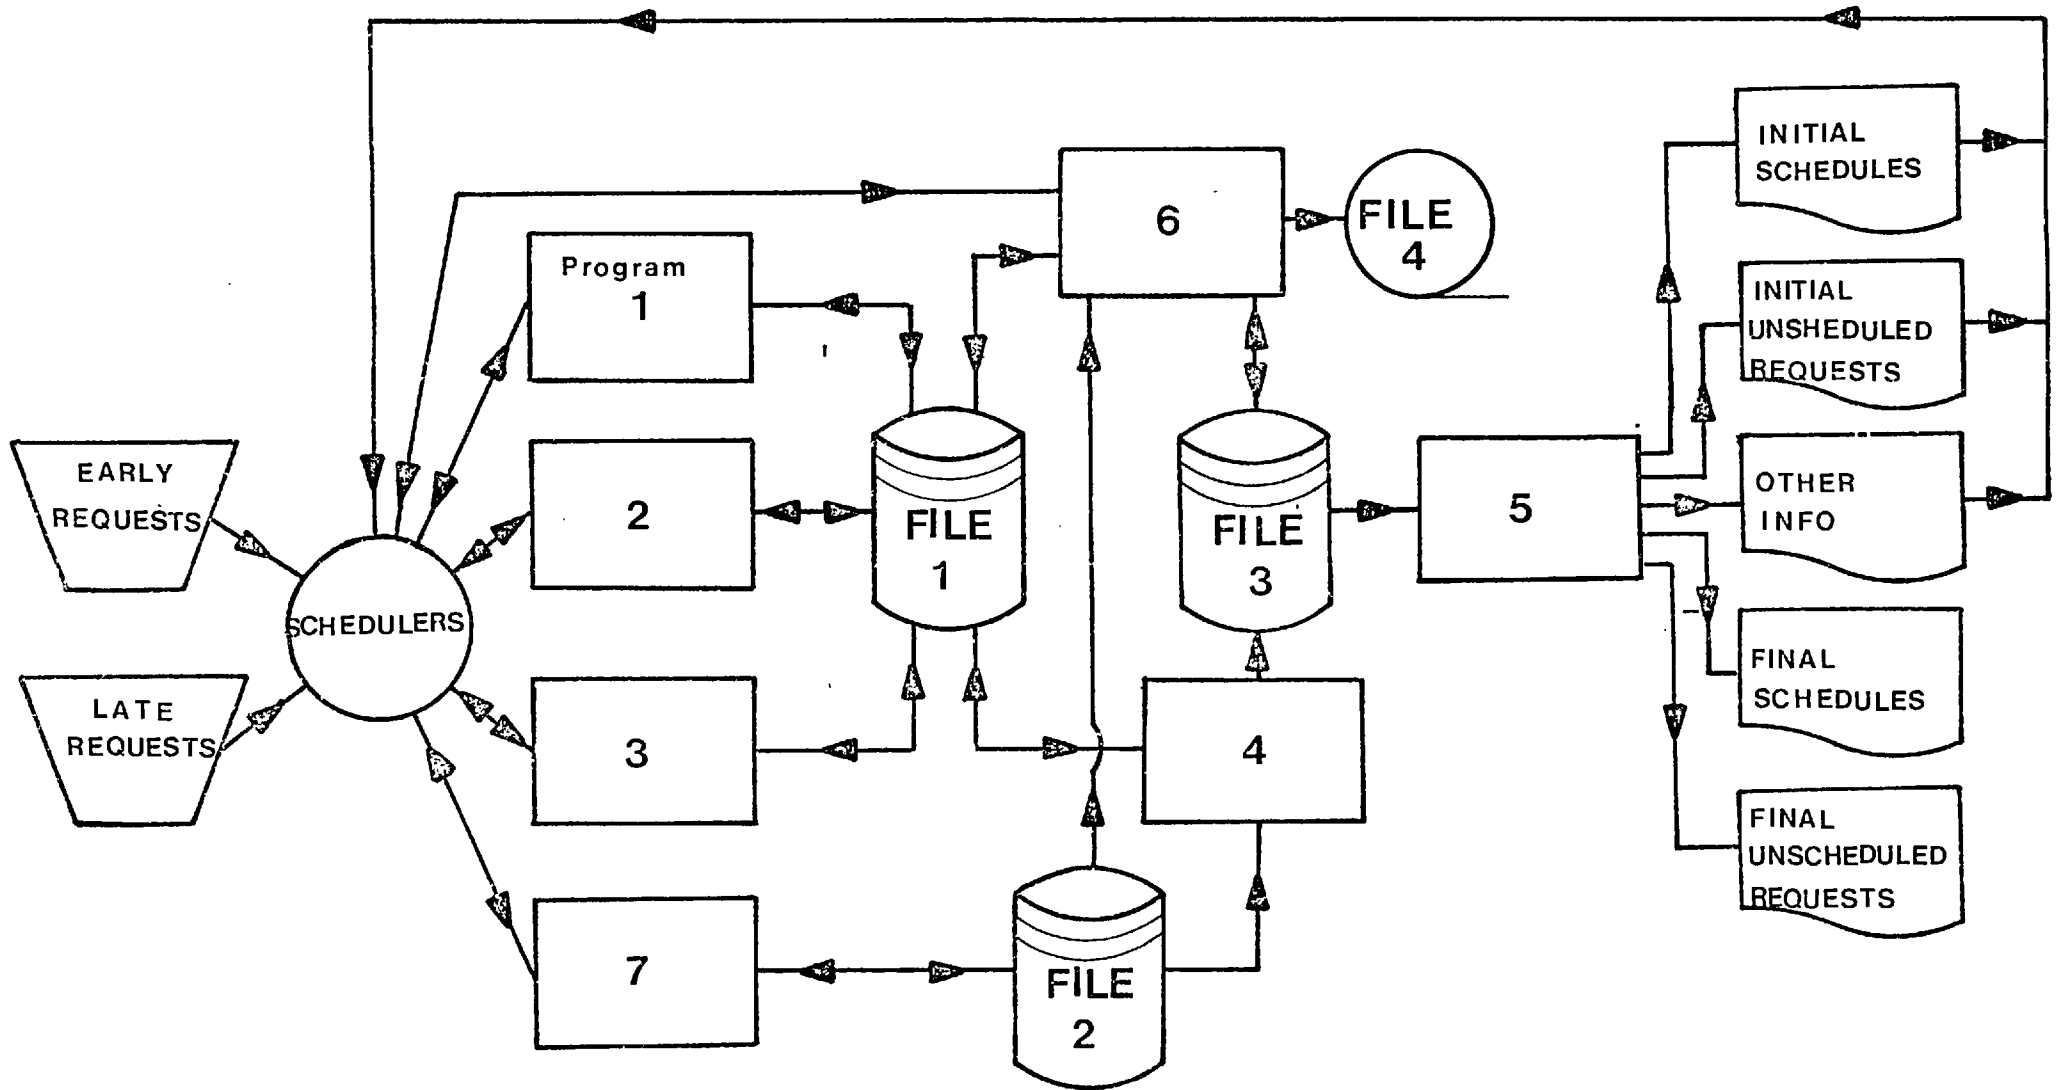 INITIAL
SCHEDULES
6
FILE
4
Program
1
INITIAL
UNSHEDULED
REQUESTS
EARLY
REQUESTS
2
FILE
1
FILE
3
5
OTHER
INFO
SCHEDULERS
LATE
REQUESTS
3
4
FINAL
SCHEDULES
FINAL
UNSCHEDULED
REQUESTS
7
FILE
2